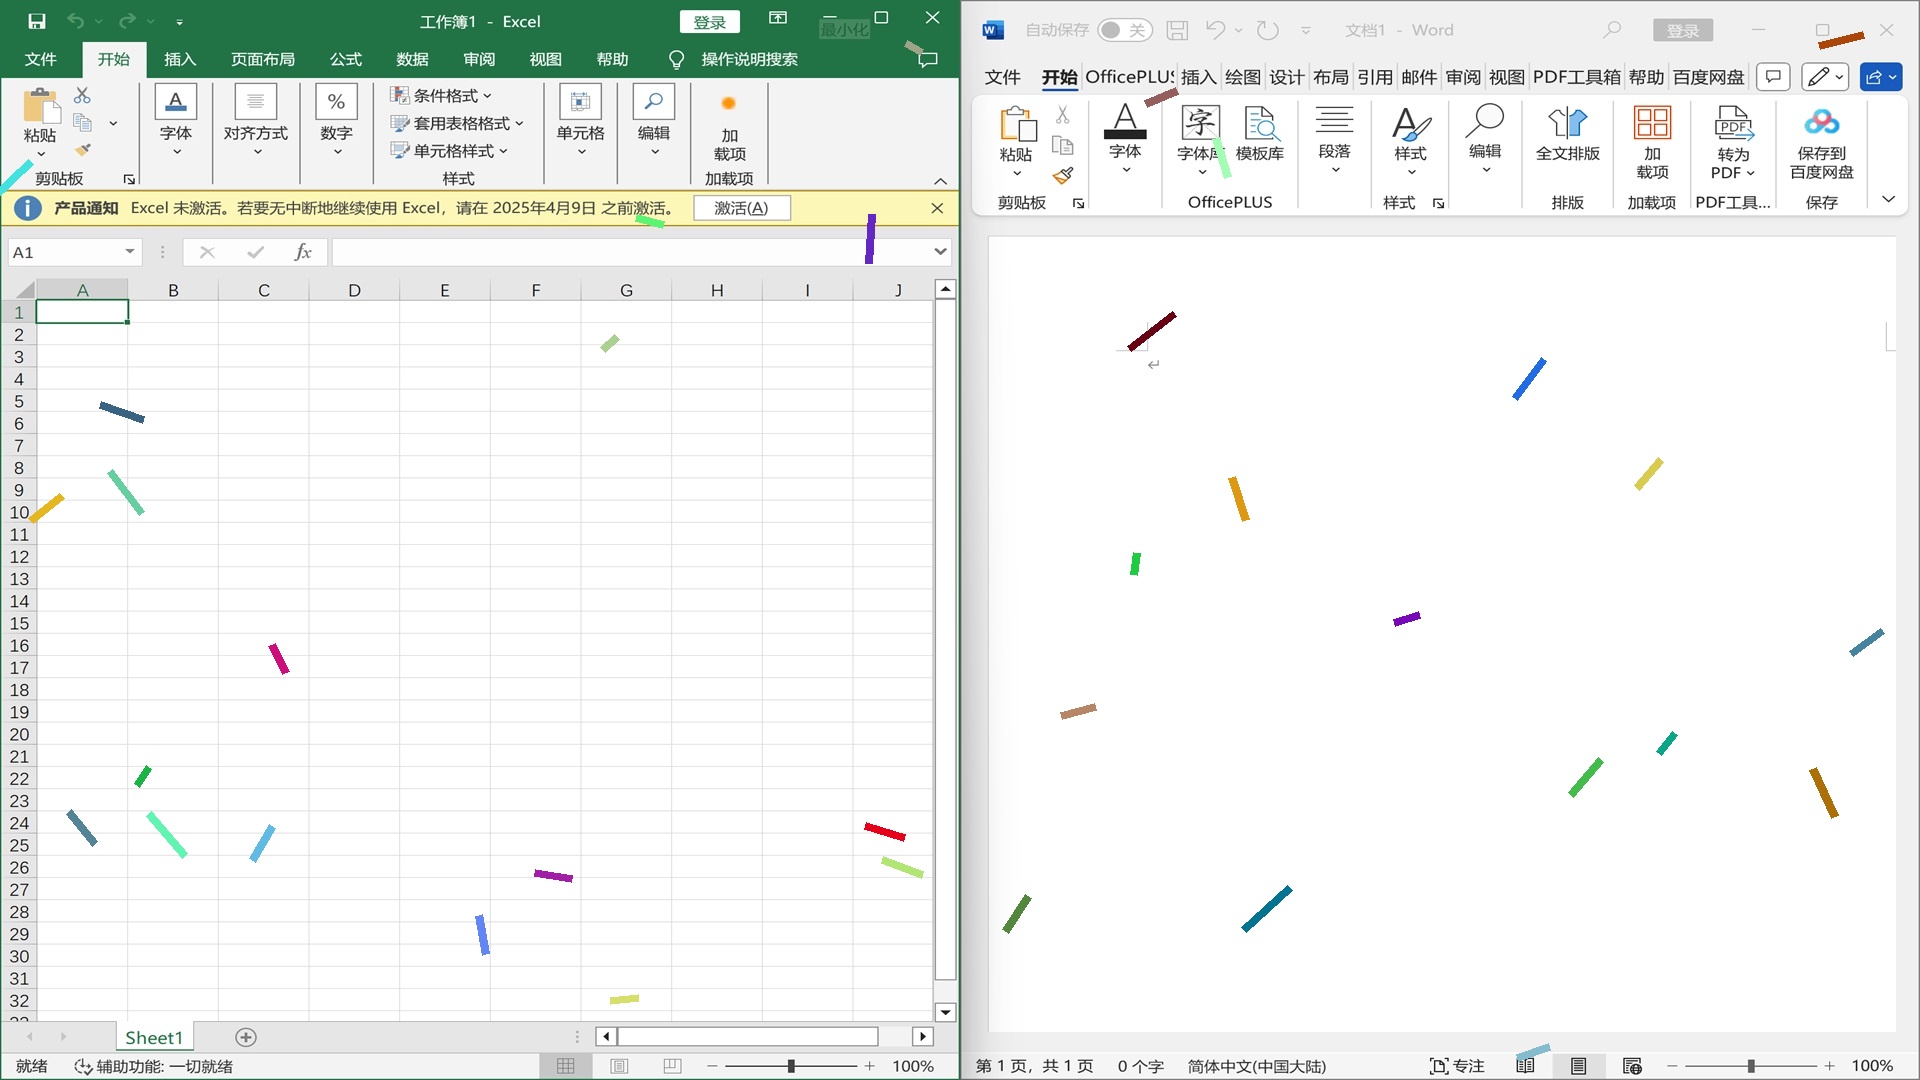 工作簿1 - Excel
登录
最小化
文件 开始 插入 页面布局 公式 数据 审阅 视图 帮助 操作说明搜索
粘贴
字体
对齐方式
%
数字
条件格式
套用表格格式
单元格样式
单元格
编辑
加
载项
剪贴板
样式
加载项
产品通知 Excel 未激活。若要无中断地继续使用 Excel，请在 2025年4月9日 之前激活。 激活(A)
A1
fx
A B C D E F G H I J
1
2
3
4
5
6
7
8
9
10
11
12
13
14
15
16
17
18
19
20
21
22
23
24
25
26
27
28
29
30
31
32
Sheet1
就绪 辅助功能: 一切就绪 100%
自动保存 关 文档1 - Word 登录
文件 开始 OfficePLUS 插入 绘图 设计 布局 引用 邮件 审阅 视图 PDF工具箱 帮助 百度网盘
粘贴
字体
字体库
模板库
段落
样式
编辑
全文排版
加
载项
转为
PDF
保存到
百度网盘
剪贴板
OfficePLUS
样式
排版
加载项
PDF工具...
保存
第 1 页，共 1 页 0 个字 简体中文(中国大陆) 专注 100%